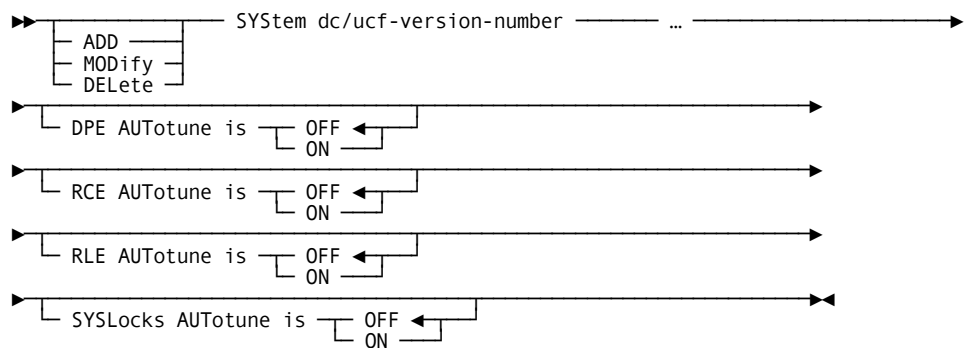 SYStem dc/ucf-version-number …
ADD
MODify
DELete
DPE AUTotune is OFF
ON
RCE AUTotune is OFF
ON
RLE AUTotune is OFF
ON
SYSLocks AUTotune is OFF
ON